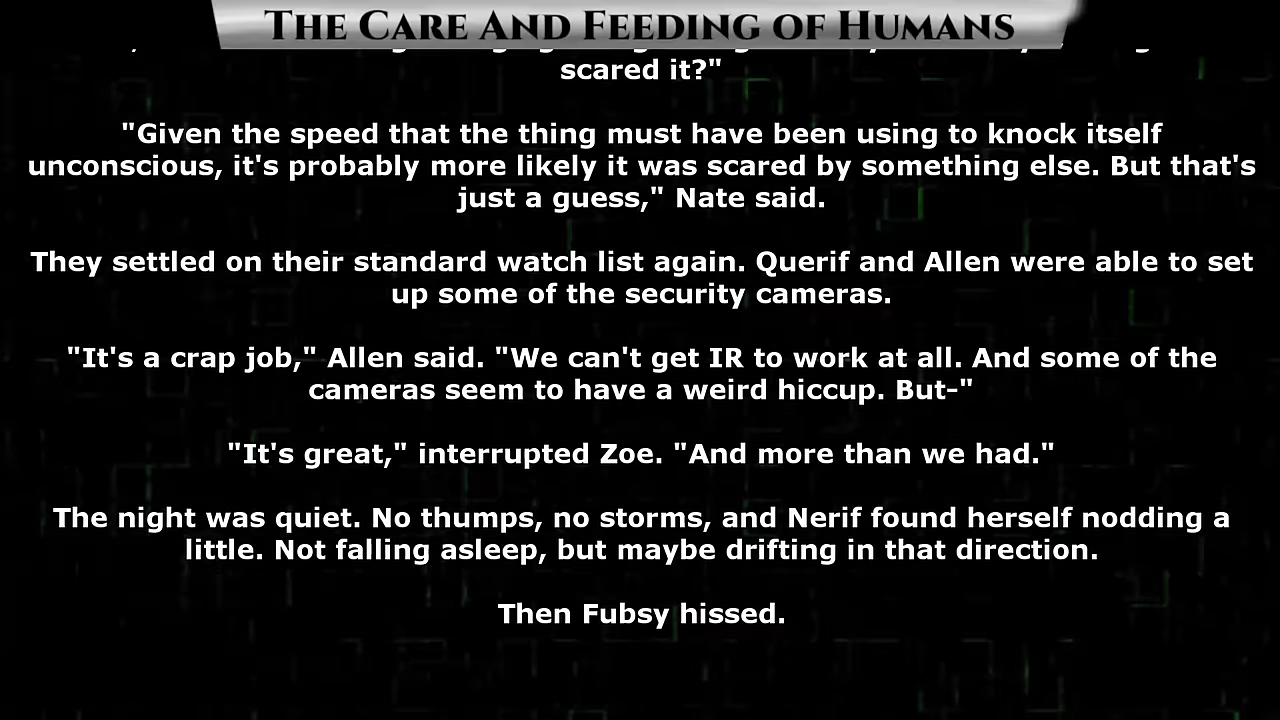 THE CARE AND FEEDING OF HUMANS
scared it?"
"Given the speed that the thing must have been using to knock itself
unconscious, it's probably more likely it was scared by something else. But that's
just a guess," Nate said.
They settled on their standard watch list again. Querif and Allen were able to set
up some of the security cameras.
"It's a crap job," Allen said. "We can't get IR to work at all. And some of the
cameras seem to have a weird hiccup. But-"
"It's great," interrupted Zoe. "And more than we had."
The night was quiet. No thumps, no storms, and Nerif found herself nodding a
little. Not falling asleep, but maybe drifting in that direction.
Then Fubsy hissed.